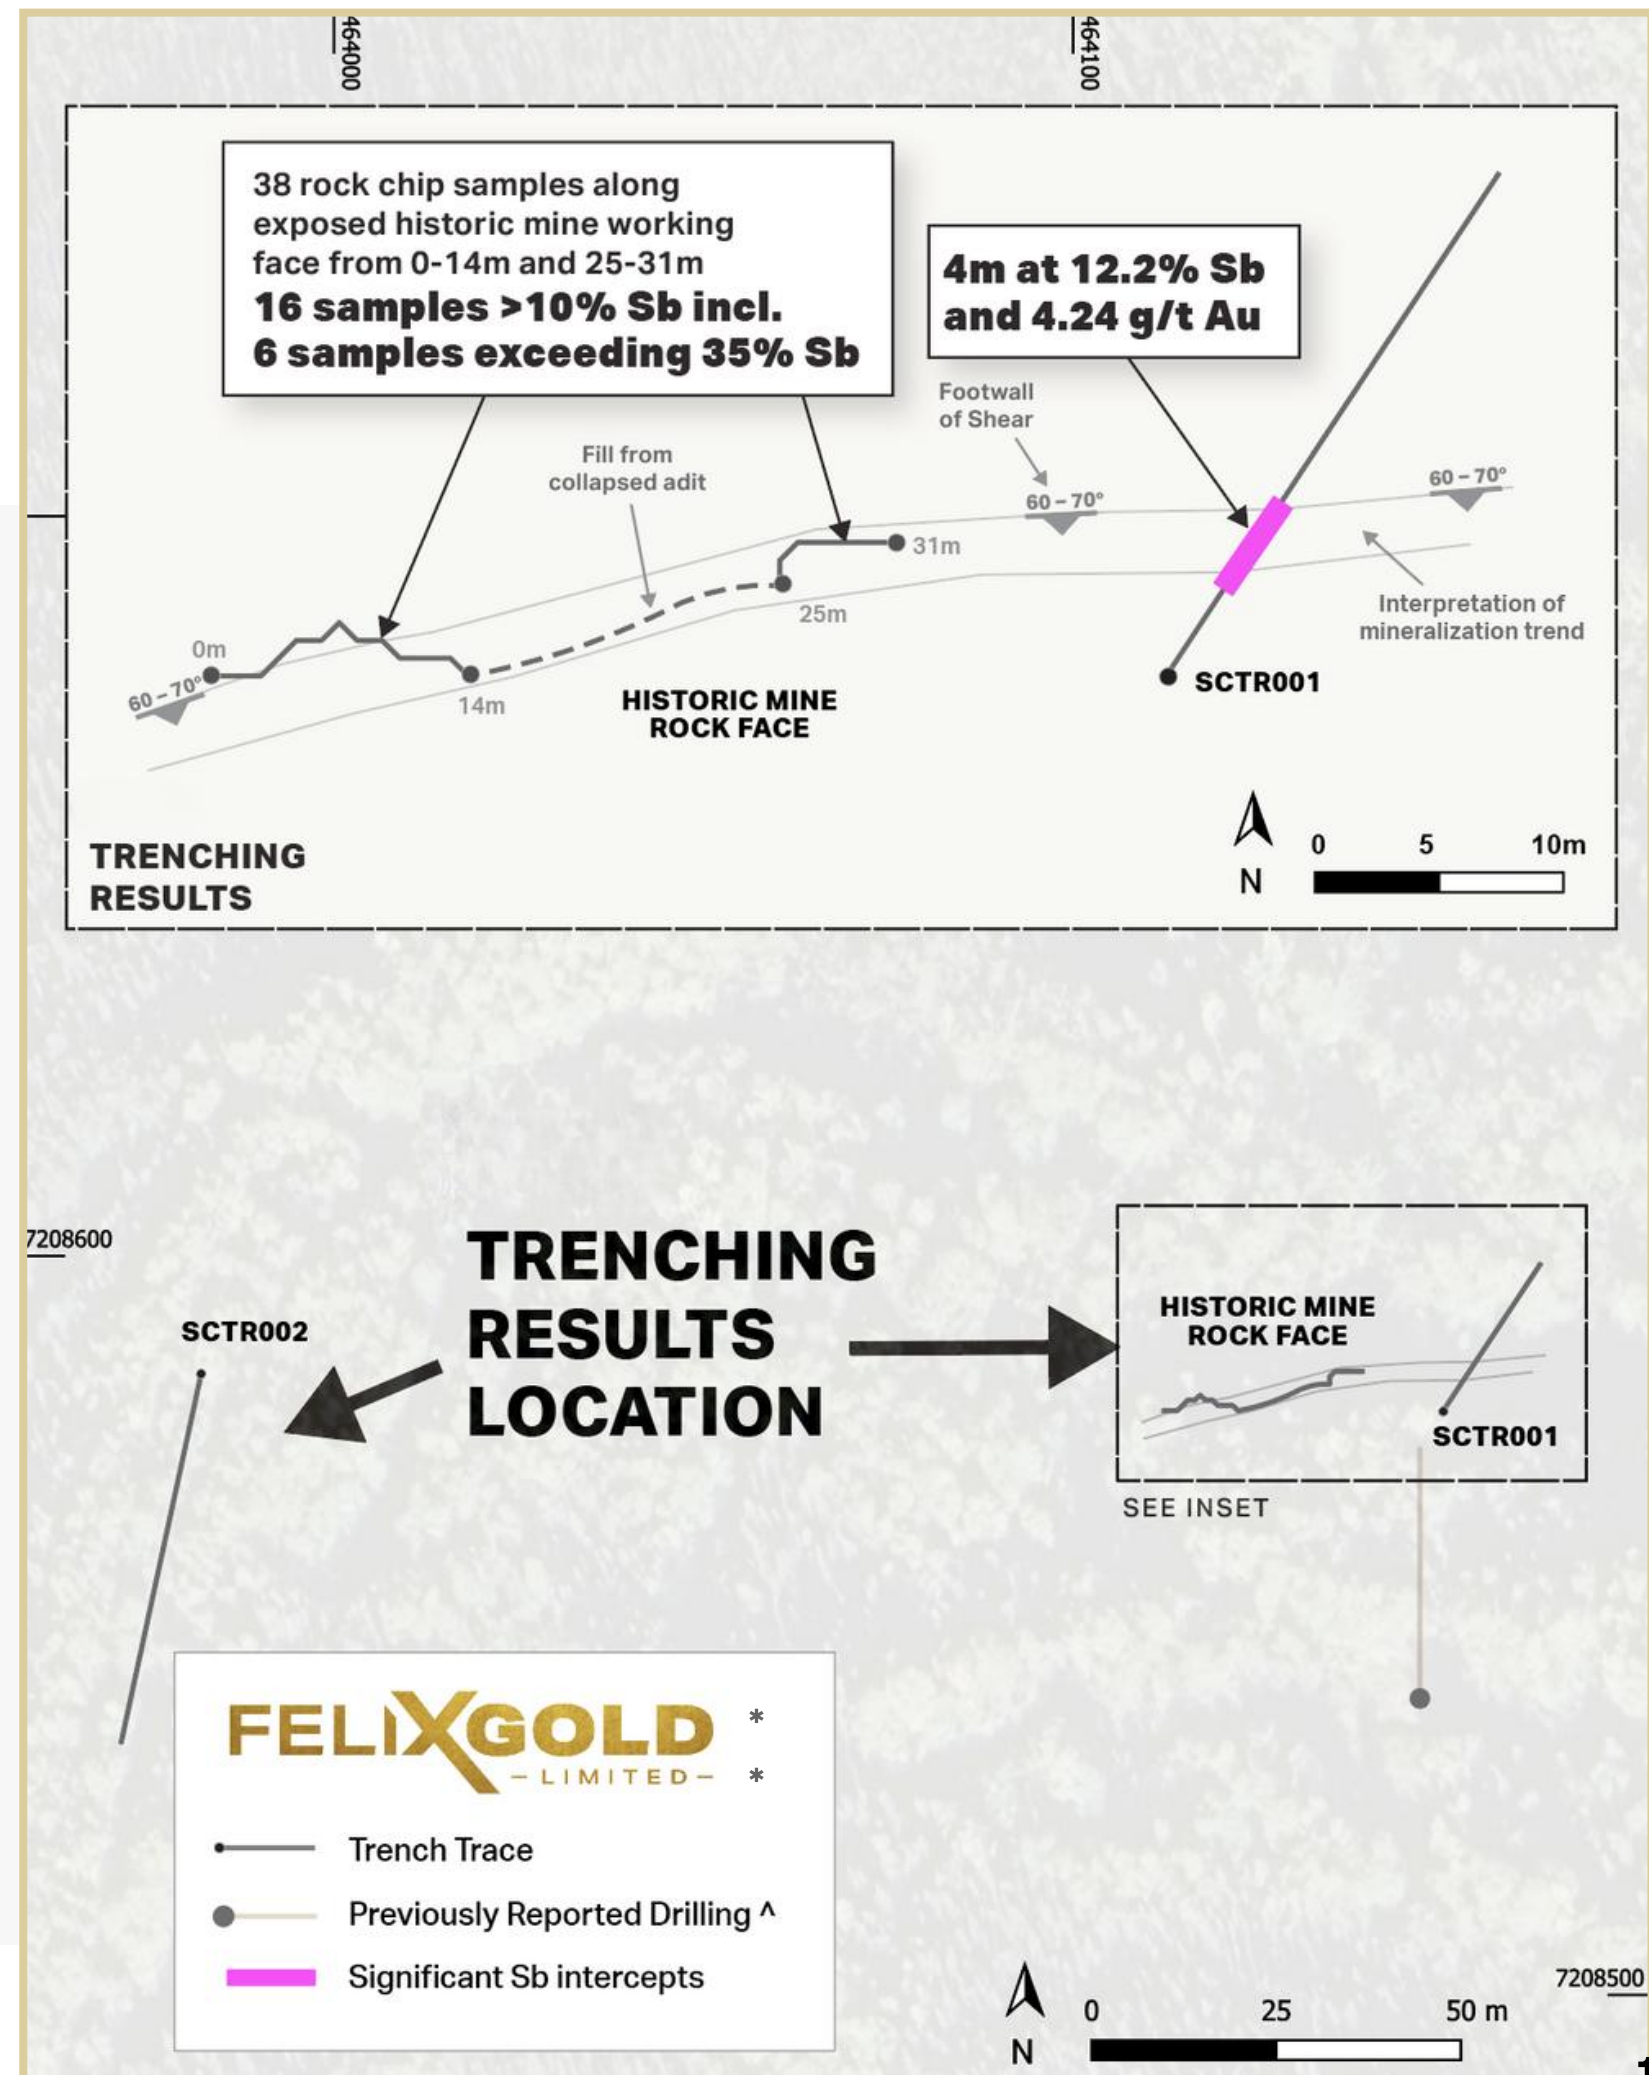 464000
464100
38 rock chip samples along
exposed historic mine working
face from 0-14m and 25-31m
16 samples >10% Sb incl.
6 samples exceeding 35% Sb
4m at 12.2% Sb
and 4.24 g/t Au
Footwall
of Shear
Fill from
collapsed adit
60 – 70°
60 – 70°
31m
25m
Interpretation of
mineralization trend
0m
60 – 70°
14m
HISTORIC MINE
ROCK FACE
SCTR001
TRENCHING
RESULTS
N
0 5 10m
7208600
TRENCHING
RESULTS
LOCATION
SCTR002
HISTORIC MINE
ROCK FACE
SCTR001
SEE INSET
FELIXGOLD *
– LIMITED – *
Trench Trace
Previously Reported Drilling ^
Significant Sb intercepts
7208500
N
0 25 50 m